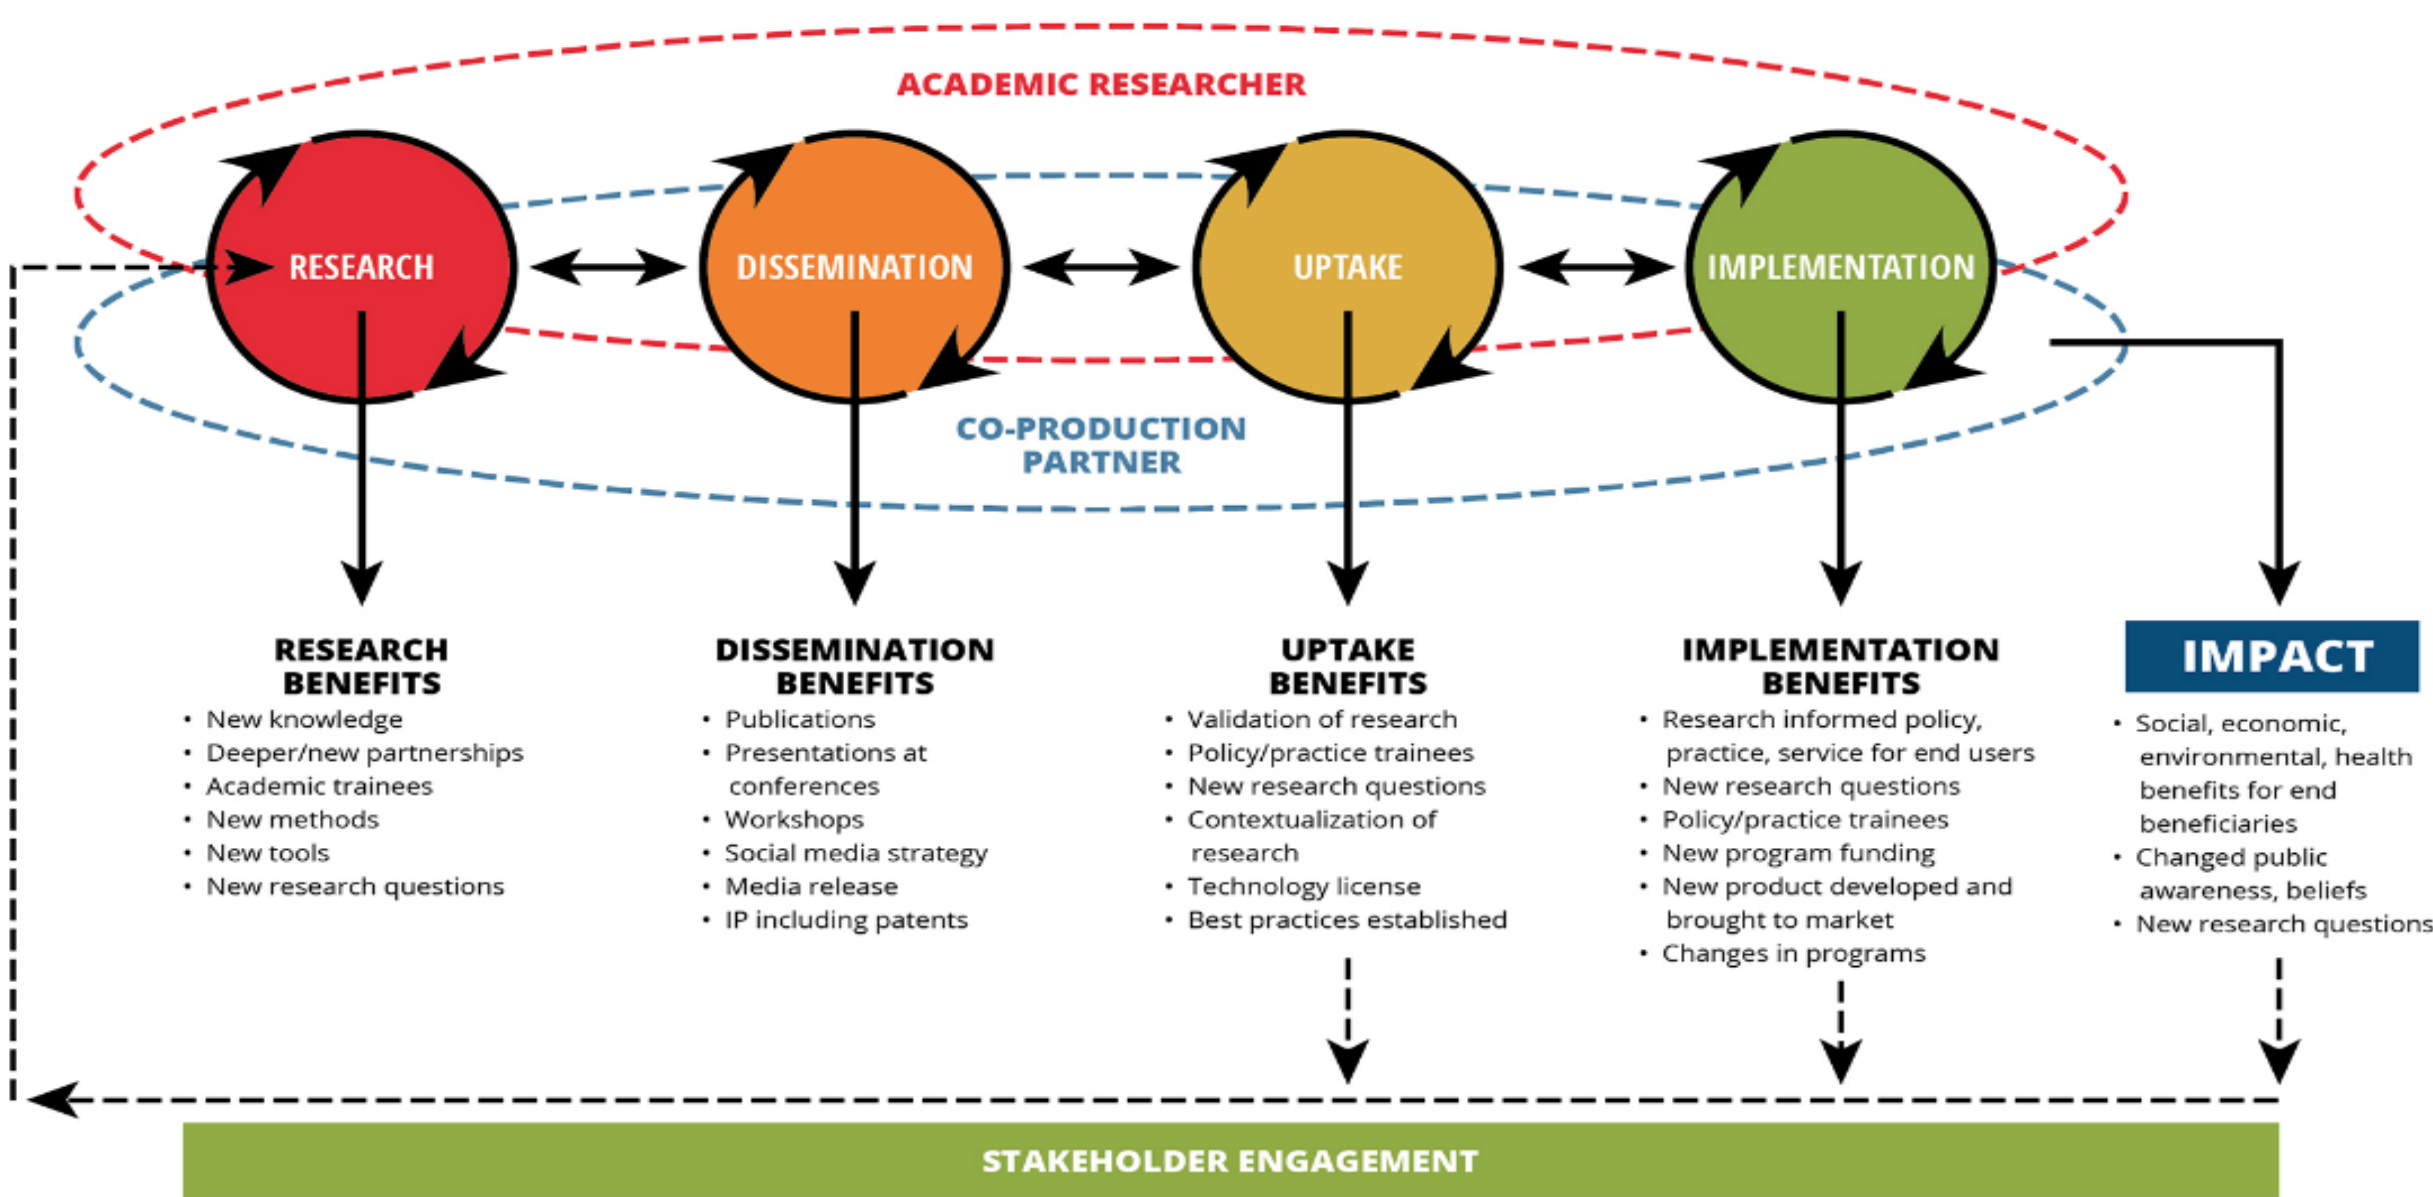 ACADEMIC RESEARCHER
RESEARCH
DISSEMINATION
UPTAKE
IMPLEMENTATION
CO-PRODUCTION
PARTNER
RESEARCH
BENEFITS
• New knowledge
• Deeper/new partnerships
• Academic trainees
• New methods
• New tools
• New research questions
DISSEMINATION
BENEFITS
• Publications
• Presentations at
conferences
• Workshops
• Social media strategy
• Media release
• IP including patents
UPTAKE
BENEFITS
• Validation of research
• Policy/practice trainees
• New research questions
• Contextualization of
research
• Technology license
• Best practices established
IMPLEMENTATION
BENEFITS
• Research informed policy,
practice, service for end users
• New research questions
• Policy/practice trainees
• New program funding
• New product developed and
brought to market
• Changes in programs
IMPACT
• Social, economic,
environmental, health
benefits for end
beneficiaries
• Changed public
awareness, beliefs
• New research questions
STAKEHOLDER ENGAGEMENT